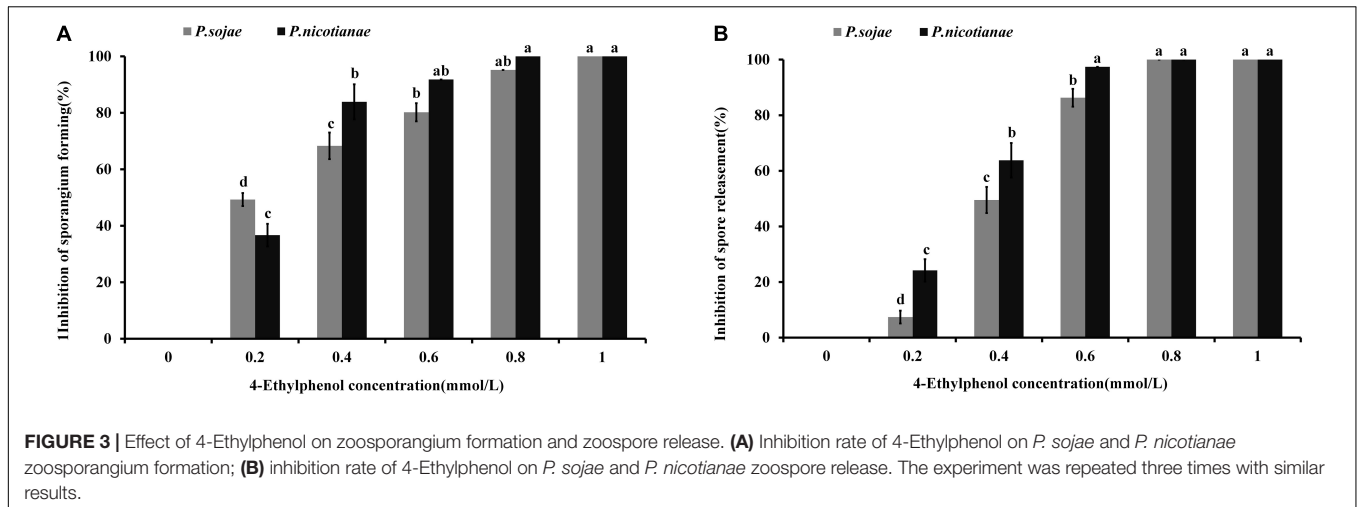 A
P.sojae P.nicotianae
1Inhibition of sporangium forming(%)
100
80
60
40
20
0
d c c b b ab ab a a a
0 0.2 0.4 0.6 0.8 1
4-Ethylphenol concentration(mmol/L)
B
P.sojae P.nicotianae
Inhibition of spore releasement(%)
100
80
60
40
20
0
d c c b b a a a a a
0 0.2 0.4 0.6 0.8 1
4-Ethylphenol concentration(mmol/L)
FIGURE 3 | Effect of 4-Ethylphenol on zoosporangium formation and zoospore release. (A) Inhibition rate of 4-Ethylphenol on P. sojae and P. nicotianae
zoosporangium formation; (B) inhibition rate of 4-Ethylphenol on P. sojae and P. nicotianae zoospore release. The experiment was repeated three times with similar
results.